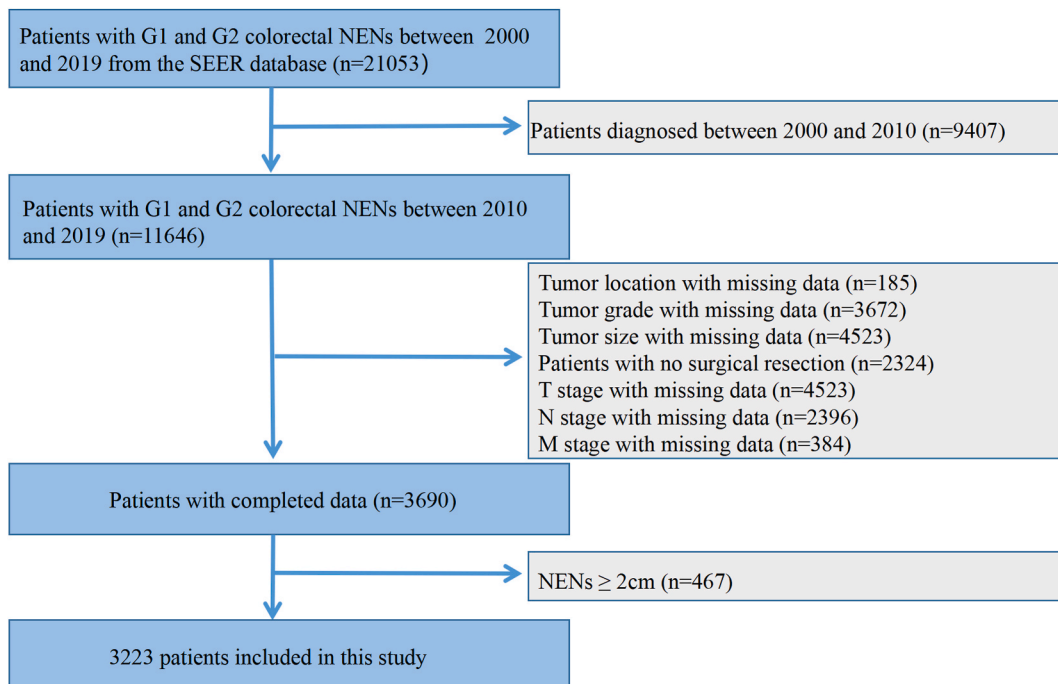 Patients with G1 and G2 colorectal NENs between 2000
and 2019 from the SEER database (n=21053)
Patients diagnosed between 2000 and 2010 (n=9407)
Patients with G1 and G2 colorectal NENs between 2010
and 2019 (n=11646)
Tumor location with missing data (n=185)
Tumor grade with missing data (n=3672)
Tumor size with missing data (n=4523)
Patients with no surgical resection (n=2324)
T stage with missing data (n=4523)
N stage with missing data (n=2396)
M stage with missing data (n=384)
Patients with completed data (n=3690)
NENs ≥ 2cm (n=467)
3223 patients included in this study